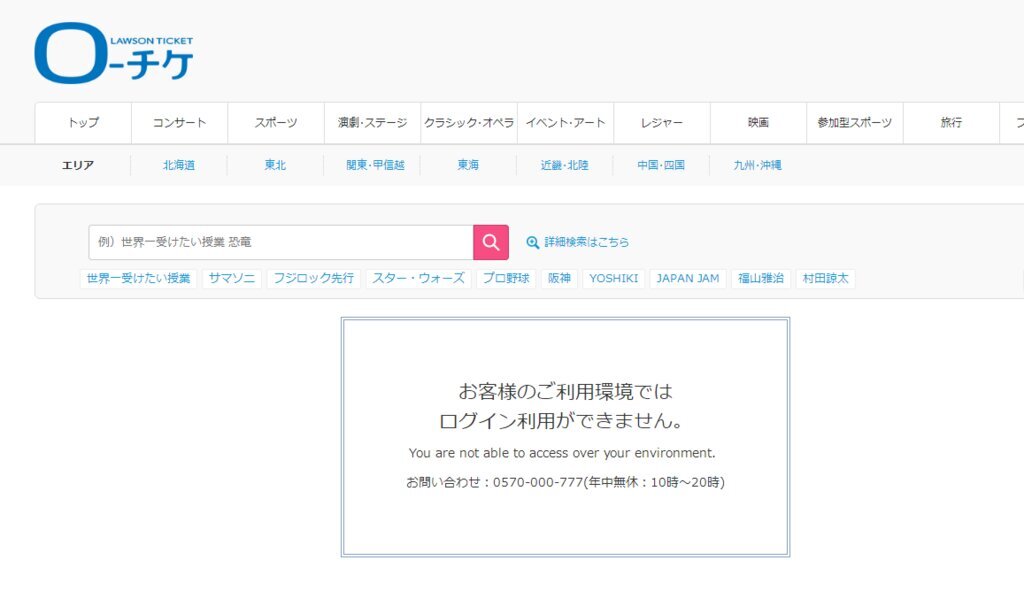 LAWSON TICKET
ローチケ
トップ コンサート スポーツ 演劇・ステージ クラシック・オペラ イベント・アート レジャー 映画 参加型スポーツ 旅行
エリア 北海道 東北 関東・甲信越 東海 近畿・北陸 中国・四国 九州・沖縄
例）世界一受けたい授業 恐竜 詳細検索はこちら
世界一受けたい授業 サマソニ フジロック先行 スター・ウォーズ プロ野球 阪神 YOSHIKI JAPAN JAM 福山雅治 村田諒太
お客様のご利用環境では
ログイン利用ができません。
You are not able to access over your environment.
お問い合わせ：0570-000-777(年中無休：10時～20時)